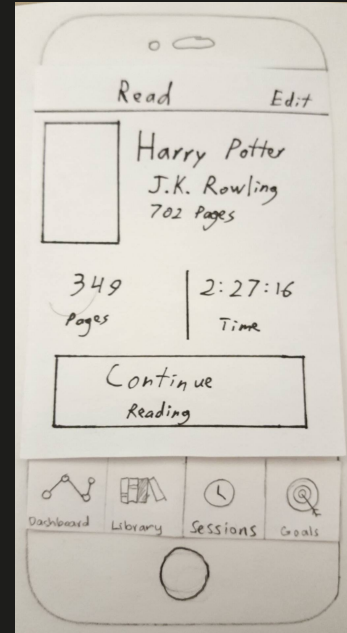 Read Edit
Harry Potter
J.K. Rowling
702 Pages
349 2:27:16
Pages Time
Continue
Reading
Dashboard Library Sessions Goals